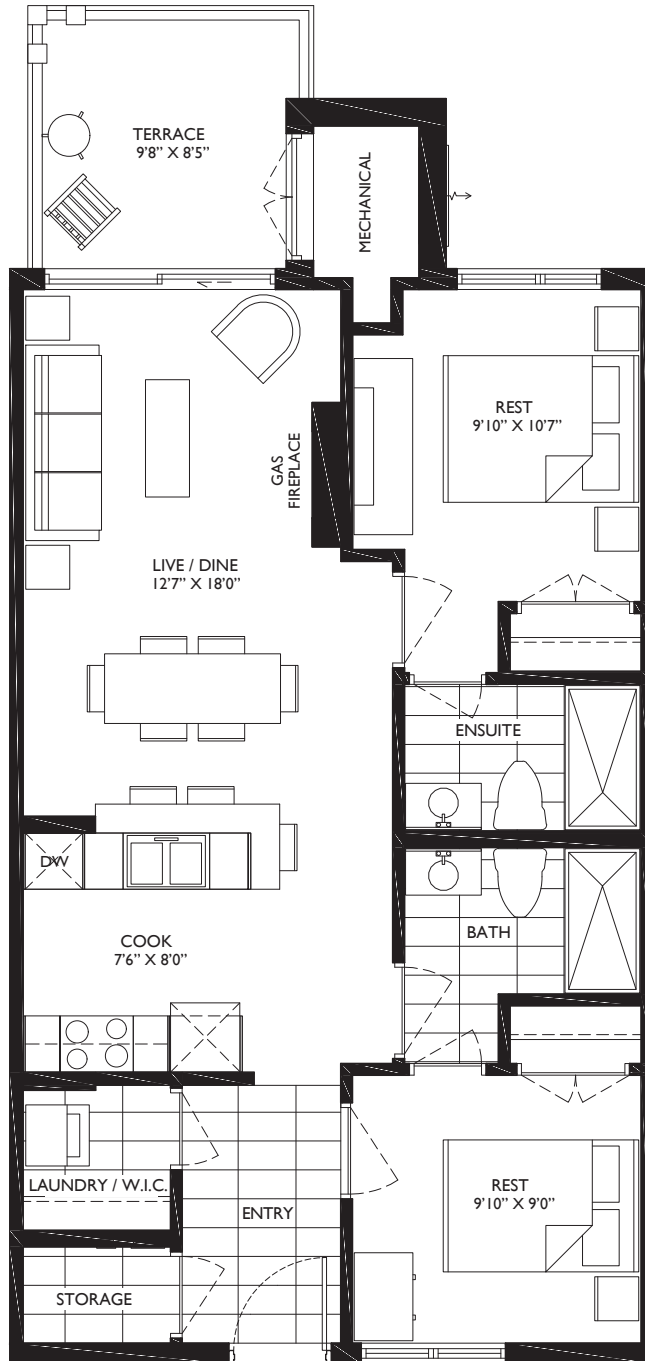 TERRACE
9'8” X 8'5”
MECHANICAL
REST
9'10” X 10'7”
GAS
FIREPLACE
LIVE / DINE
12'7” X 18'0”
ENSUITE
DW
BATH
COOK
7'6” X 8'0”
LAUNDRY / W.I.C.
REST
9'10” X 9'0”
ENTRY
STORAGE